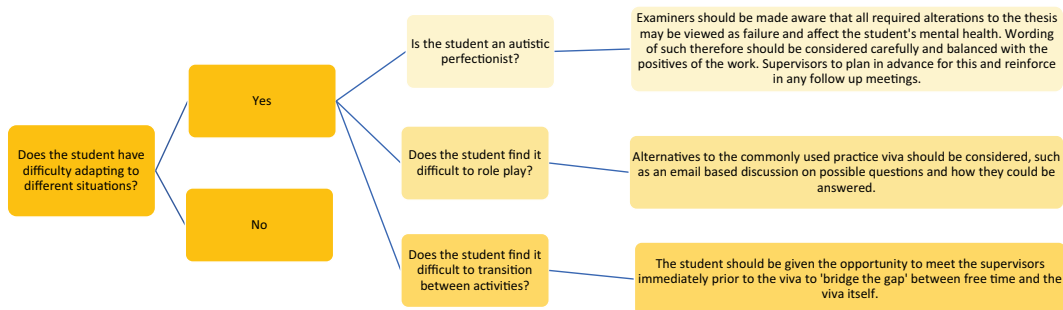 Does the student have
difficulty adapting to
different situations?
Yes
No
Is the student an autistic
perfectionist?
Examiners should be made aware that all required alterations to the thesis
may be viewed as failure and affect the student's mental health. Wording
of such therefore should be considered carefully and balanced with the
positives of the work. Supervisors to plan in advance for this and reinforce
in any follow up meetings.
Does the student find it
difficult to role play?
Alternatives to the commonly used practice viva should be considered, such
as an email based discussion on possible questions and how they could be
answered.
Does the student find it
difficult to transition
between activities?
The student should be given the opportunity to meet the supervisors
immediately prior to the viva to 'bridge the gap' between free time and the
viva itself.